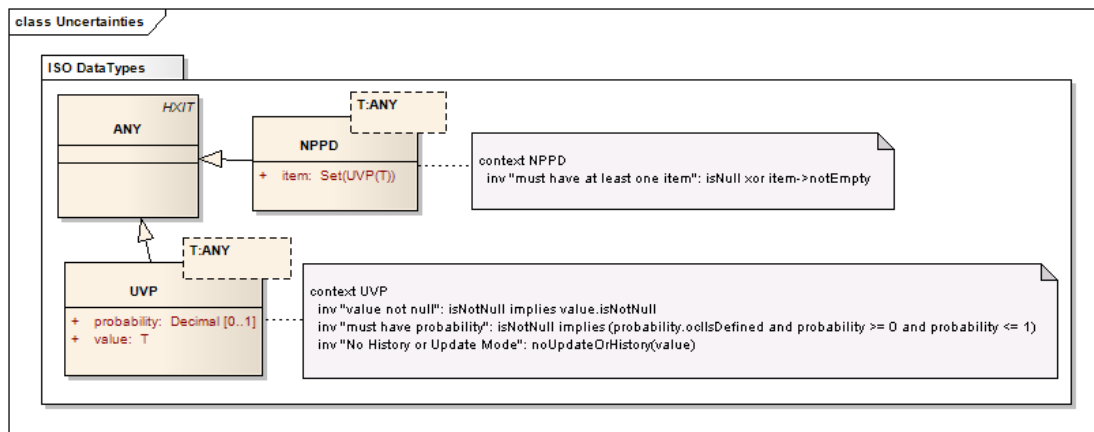 class Uncertainties
ISO DataTypes
HXIT
ANY
T:ANY
NPPD
+ item: Set(UVP(T))
context NPPD
inv "must have at least one item": isNull xor item->notEmpty
T:ANY
UVP
+ probability: Decimal [0..1]
+ value: T
context UVP
inv "value not null": isNotNull implies value.isNotNull
inv "must have probability": isNotNull implies (probability.oclIsDefined and probability >= 0 and probability <= 1)
inv "No History or Update Mode": noUpdateOrHistory(value)